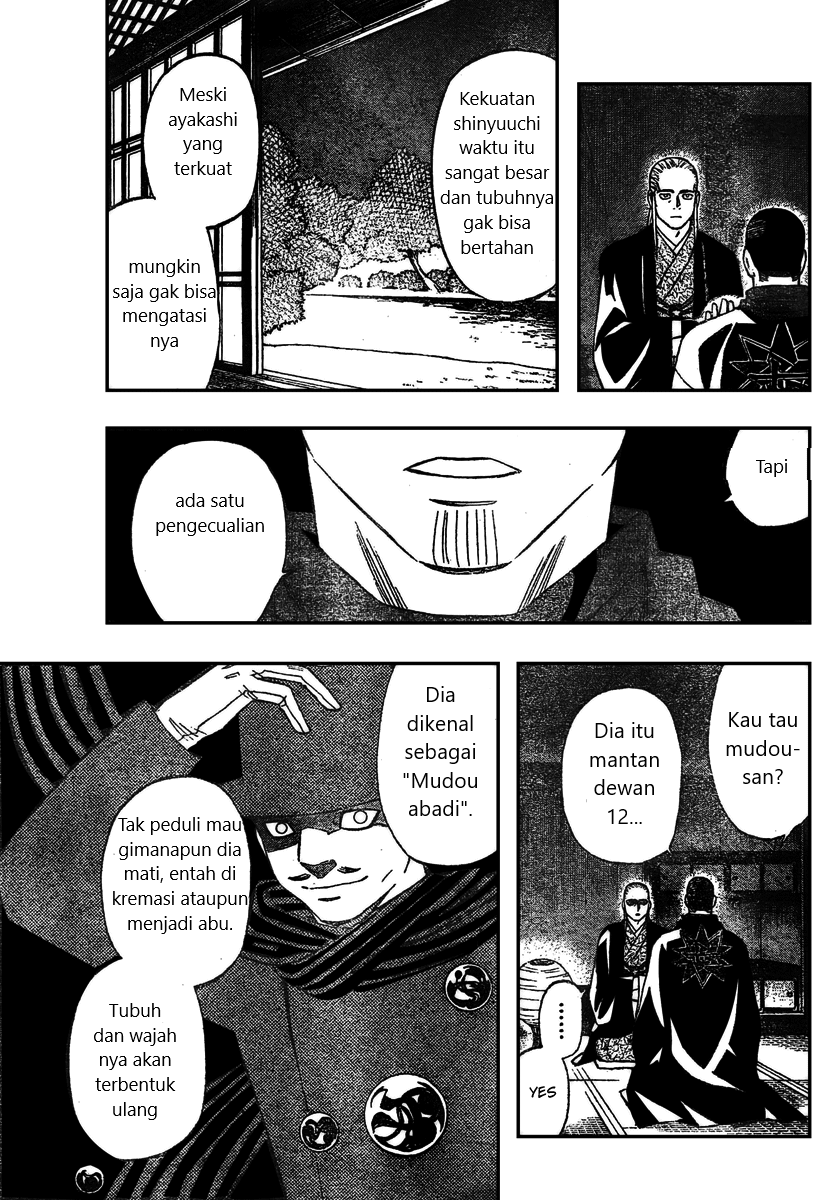 Kekuatan
shinyuuchi
waktu itu
sangat besar
dan tubuhnya
gak bisa
bertahan
Meski
ayakashi
yang
terkuat
mungkin
saja gak bisa
mengatasi
nya
Tapi
ada satu
pengecualian
Kau tau
mudou-
san?
Dia itu
mantan
dewan
12...
......
YES
Dia
dikenal
sebagai
"Mudou
abadi".
Tak peduli mau
gimanapun dia
mati, entah di
kremasi ataupun
menjadi abu.
Tubuh
dan wajah
nya akan
terbentuk
ulang